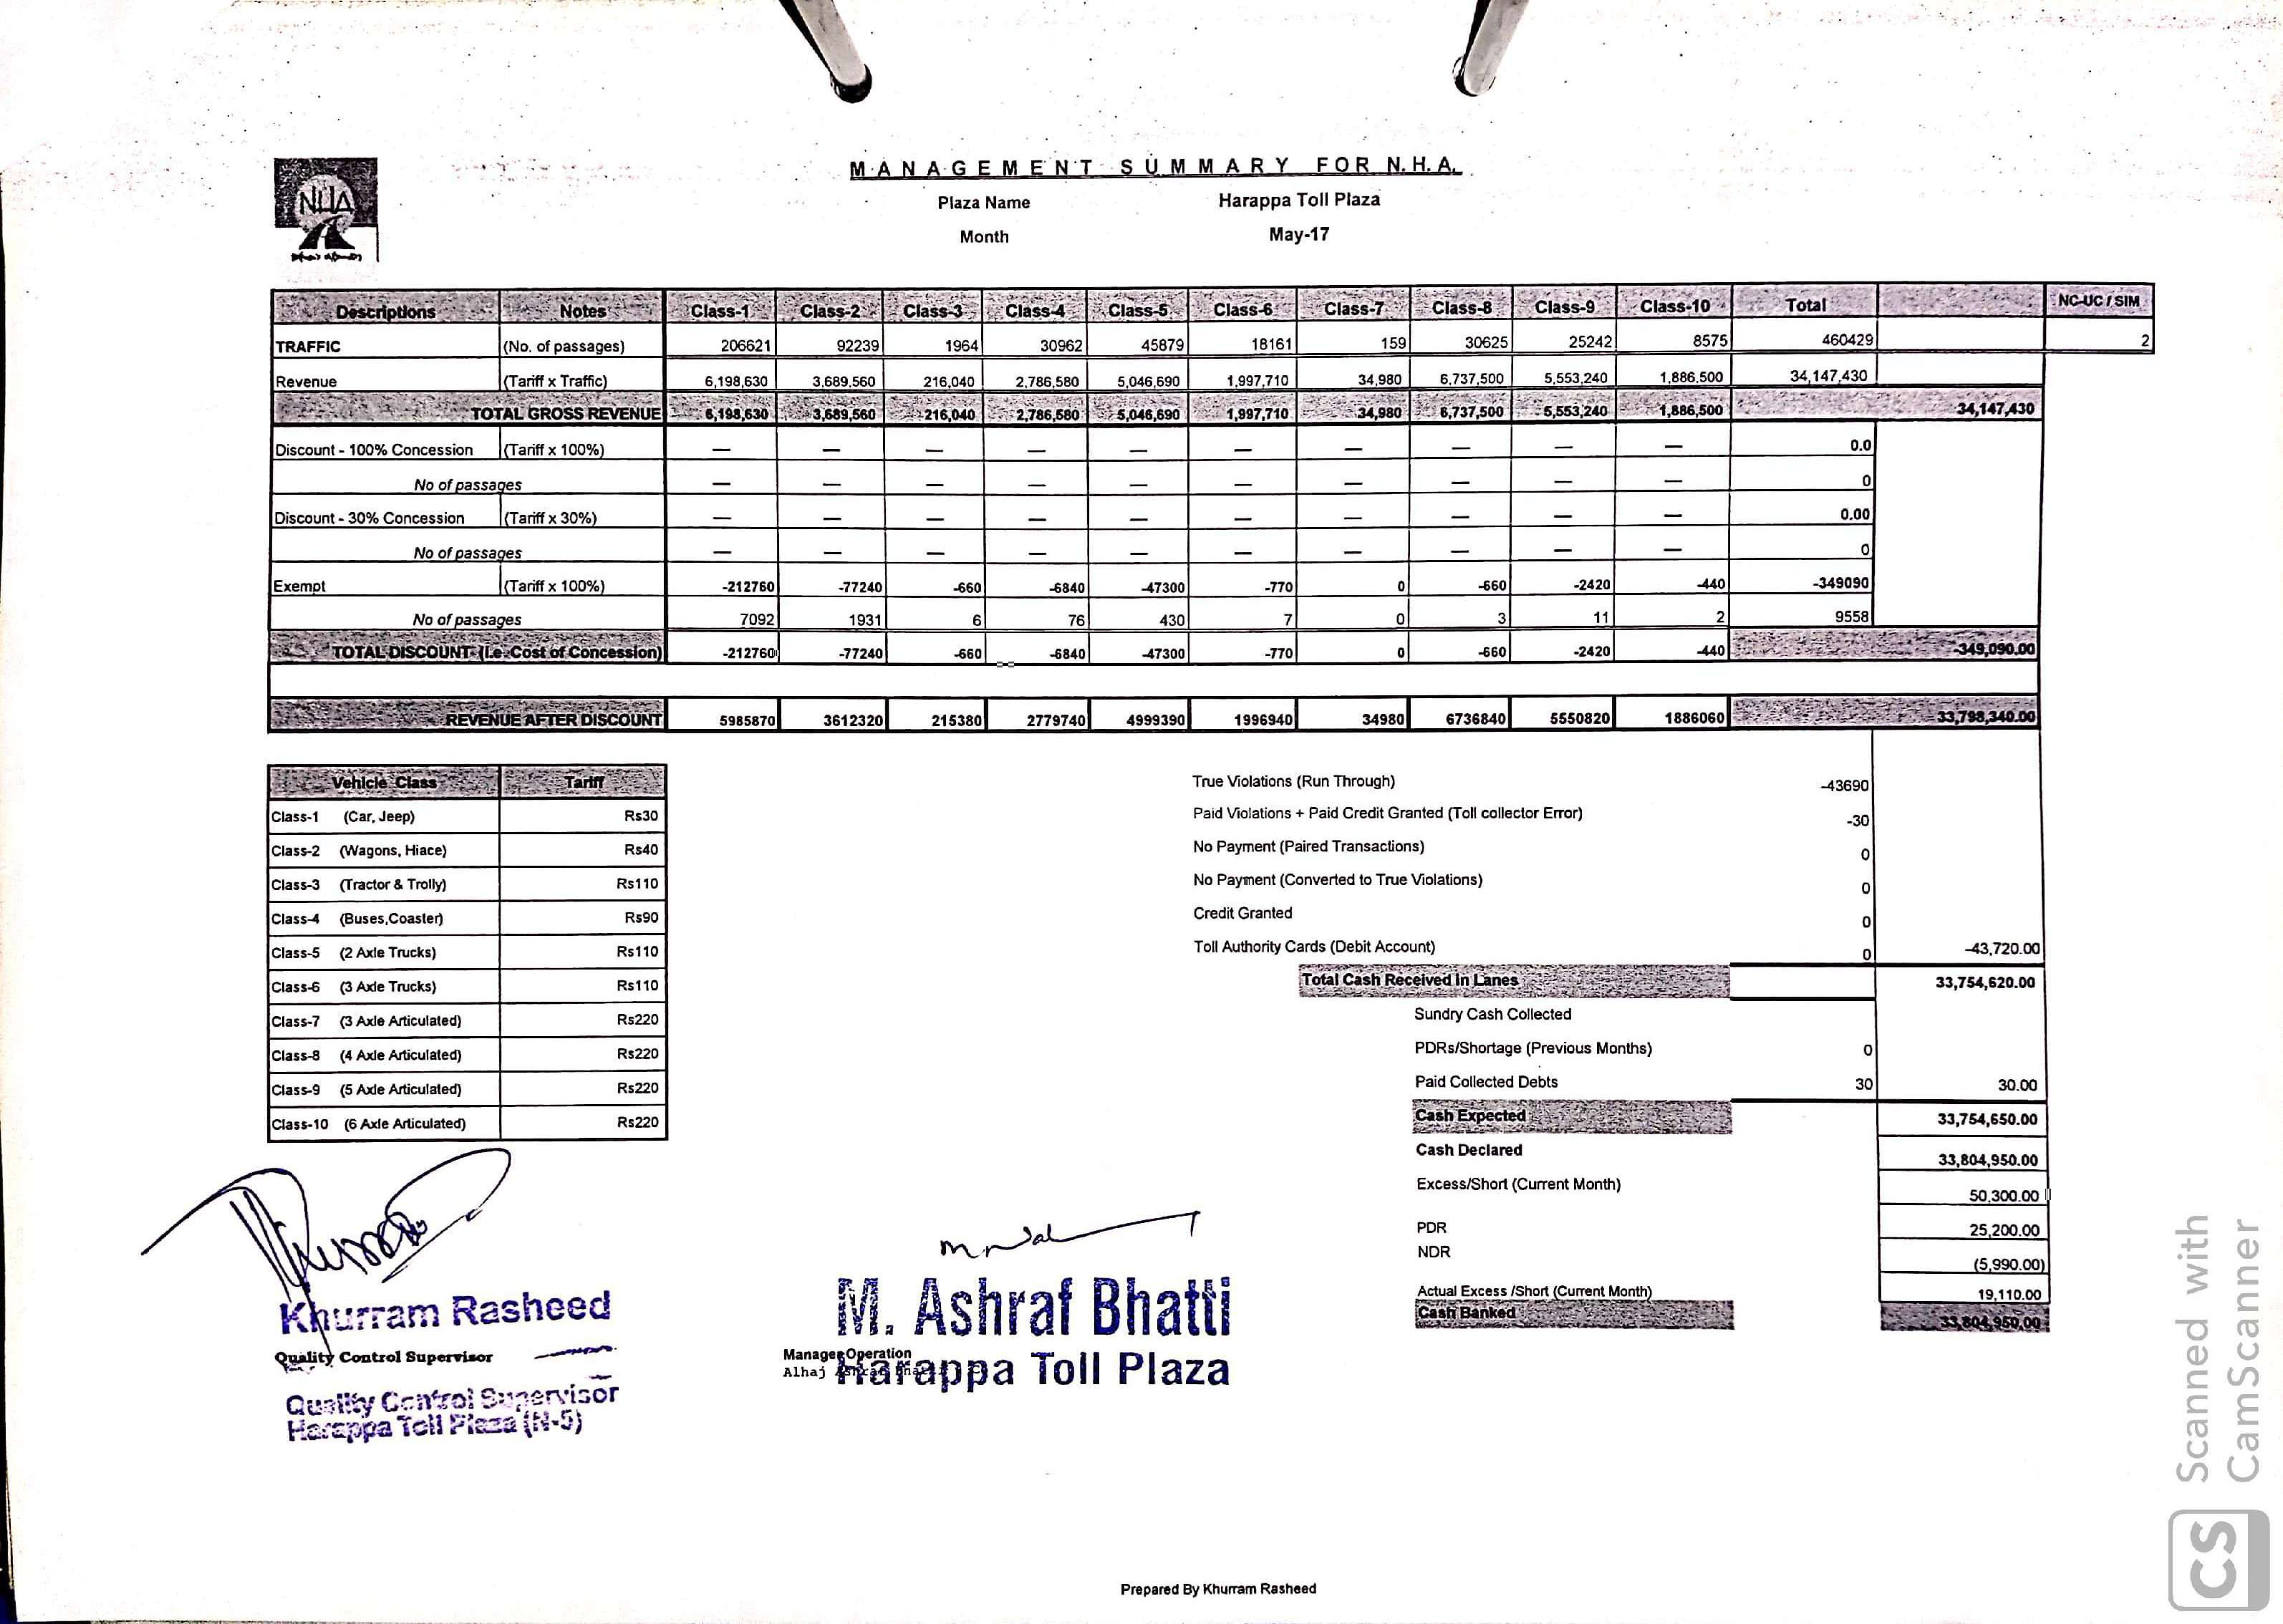 MANAGEMENT SUMMARY FOR N.H.A.
NHA
Plaza Name Harappa Toll Plaza
Month May-17
Descriptions Notes Class-1 Class-2 Class-3 Class-4 Class-5 Class-6 Class-7 Class-8 Class-9 Class-10 Total NC-UC / SIM
TRAFFIC (No. of passages) 206621 92239 1964 30962 45879 18161 159 30625 25242 8575 460429 2
Revenue (Tariff x Traffic) 6,198,630 3,689,560 216,040 2,786,580 5,046,690 1,997,710 34,980 6,737,500 5,553,240 1,886,500 34,147,430
TOTAL GROSS REVENUE 6,198,630 3,689,560 216,040 2,786,580 5,046,690 1,997,710 34,980 6,737,500 5,553,240 1,886,500 34,147,430
Discount - 100% Concession (Tariff x 100%) — — — — — — — — — — 0.0
No of passages — — — — — — — — — — 0
Discount - 30% Concession (Tariff x 30%) — — — — — — — — — — 0.00
No of passages — — — — — — — — — — 0
Exempt (Tariff x 100%) -212760 -77240 -660 -6840 -47300 -770 0 -660 -2420 -440 -349090
No of passages 7092 1931 6 76 430 7 0 3 11 2 9558
TOTAL DISCOUNT (i.e. Cost of Concession) -212760 -77240 -660 -6840 -47300 -770 0 -660 -2420 -440 -349,090.00
REVENUE AFTER DISCOUNT 5985870 3612320 215380 2779740 4999390 1996940 34980 6736840 5550820 1886060 33,798,340.00
Vehicle Class Tariff
Class-1 (Car, Jeep) Rs30
Class-2 (Wagons, Hiace) Rs40
Class-3 (Tractor & Trolly) Rs110
Class-4 (Buses,Coaster) Rs90
Class-5 (2 Axle Trucks) Rs110
Class-6 (3 Axle Trucks) Rs110
Class-7 (3 Axle Articulated) Rs220
Class-8 (4 Axle Articulated) Rs220
Class-9 (5 Axle Articulated) Rs220
Class-10 (6 Axle Articulated) Rs220
True Violations (Run Through) -43690
Paid Violations + Paid Credit Granted (Toll collector Error) -30
No Payment (Paired Transactions) 0
No Payment (Converted to True Violations) 0
Credit Granted 0
Toll Authority Cards (Debit Account) 0 -43,720.00
Total Cash Received In Lanes 33,754,620.00
Sundry Cash Collected
PDRs/Shortage (Previous Months) 0
Paid Collected Debts 30 30.00
Cash Expected 33,754,650.00
Cash Declared 33,804,950.00
Excess/Short (Current Month) 50,300.00
PDR 25,200.00
NDR (5,990.00)
Actual Excess /Short (Current Month) 19,110.00
Cash Banked 33,804,950.00
Khurram Rasheed
Quality Control Supervisor
Quality Control Supervisor
Harappa Toll Plaza (N-5)
M. Ashraf Bhatti
Manager Operation
Alhaj
Harappa Toll Plaza
Prepared By Khurram Rasheed
Scanned with
CamScanner
CS